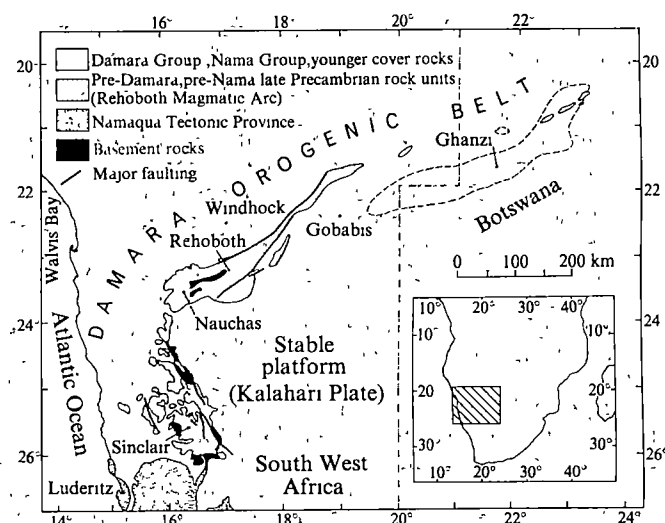 14° 16° 18° 20° 22°
20
22
24
26
20
22
24
26
Damara Group ,Nama Group,younger cover rocks
Pre-Damara,pre-Nama late Precambrian rock units
(Rehoboth Magmatic Arc)
Namaqua Tectonic Province
Basement rocks
Major faulting
DAMARA OROGENIC BELT
Ghanzi
Windhock
Gobabis
Botswana
Rehoboth
Walvis Bay
Nauchas
Atlantic Ocean
Stable
platform
(Kalahari Plate)
0 100 200 km
Sinclair
South West
Africa
Luderitz
10° 20° 30° 40°
10°
20
30°
10°
20°
30°
20° 30° 40°
14° 16° 18° 20° 22° 24°